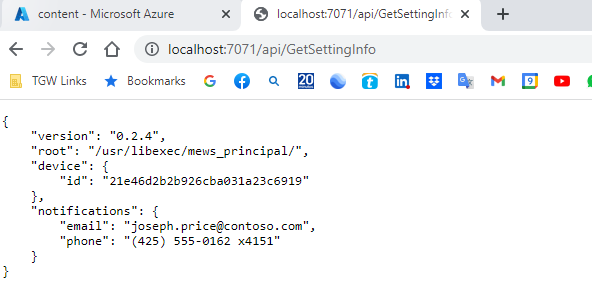 content - Microsoft Azure
localhost:7071/api/GetSettingInfo
localhost:7071/api/GetSettingInfo
TGW Links
Bookmarks
{
    "version": "0.2.4",
    "root": "/usr/libexec/mews_principal/",
    "device": {
        "id": "21e46d2b2b926cba031a23c6919"
    },
    "notifications": {
        "email": "joseph.price@contoso.com",
        "phone": "(425) 555-0162 x4151"
    }
}